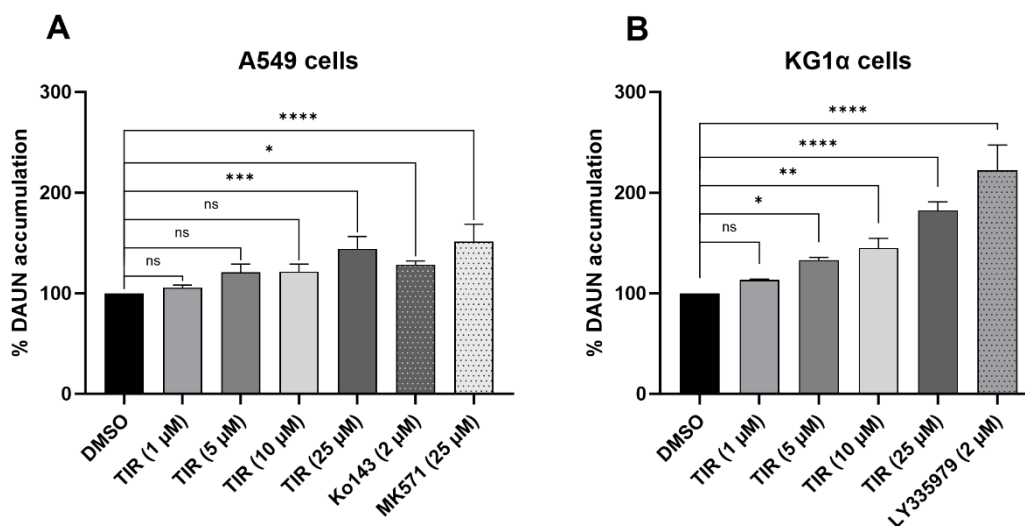 A
A549 cells
% DAUN accumulation
300
200
100
0
****
*
***
ns
ns
ns
DMSO
TIR (1 µM)
TIR (5 µM)
TIR (10 µM)
TIR (25 µM)
Ko143 (2 µM)
MK571 (25 µM)
B
KG1α cells
% DAUN accumulation
300
200
100
0
****
****
**
*
ns
DMSO
TIR (1 µM)
TIR (5 µM)
TIR (10 µM)
TIR (25 µM)
LY335979 (2 µM)